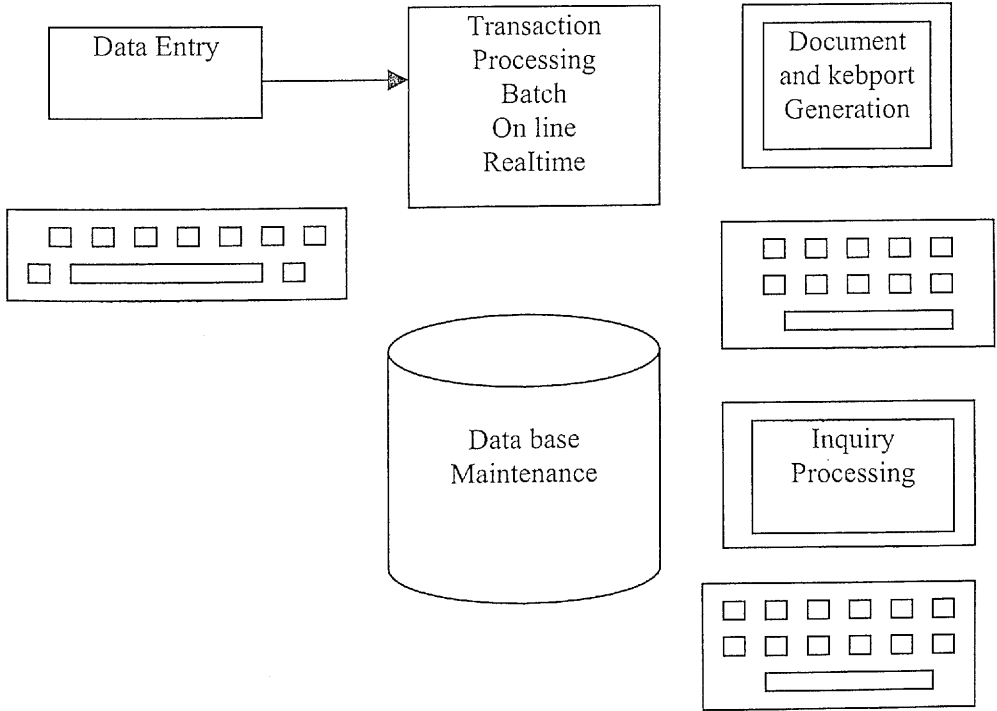 Data Entry
Transaction
Processing
Batch
On line
Realtime
Document
and kebport
Generation
Data base
Maintenance
Inquiry
Processing